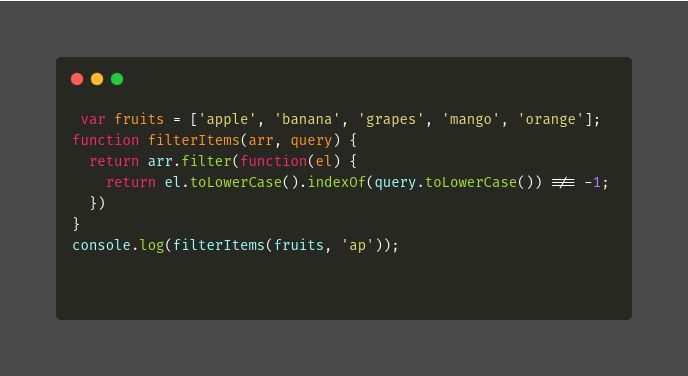 var fruits = ['apple', 'banana', 'grapes', 'mango', 'orange'];
function filterItems(arr, query) {
  return arr.filter(function(el) {
    return el.toLowerCase().indexOf(query.toLowerCase()) !== -1;
  })
}
console.log(filterItems(fruits, 'ap'));